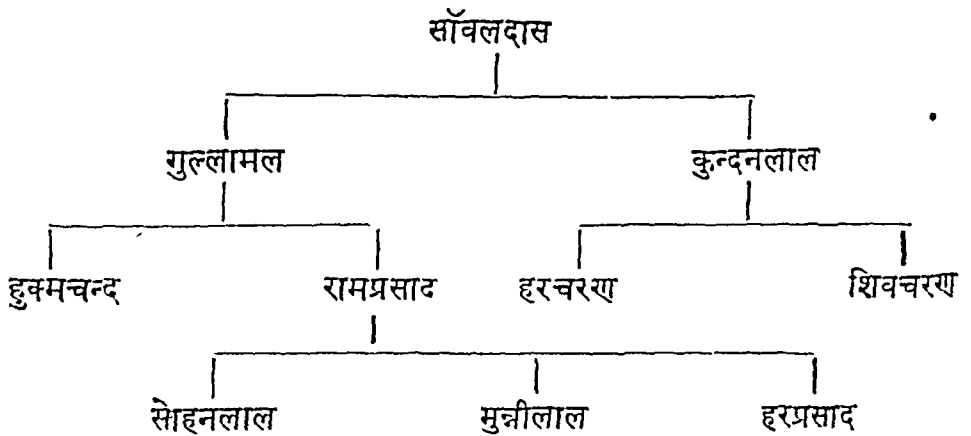 सॉवलदास
गुल्लामल कुन्दनलाल
हुक्मचन्द रामप्रसाद हरचरण शिवचरण
सोहनलाल मुन्नीलाल हरप्रसाद